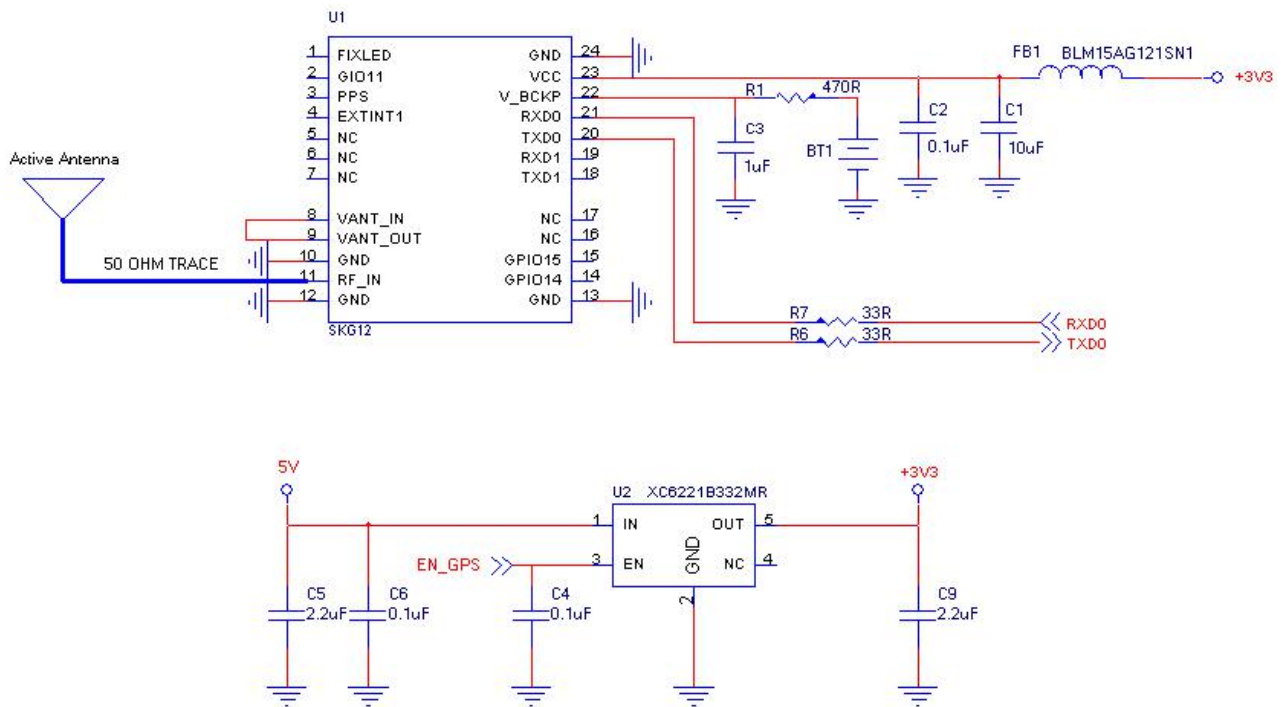 U1
1 FIXLED GND 24
2 GIO11 VCC 23
3 PPS V_BCKP 22
4 EXTINT1 RXD0 21
5 NC TXD0 20
6 NC RXD1 19
7 NC TXD1 18
8 VANT_IN NC 17
9 VANT_OUT NC 16
10 GND GPIO15 15
11 RF_IN GPIO14 14
12 GND GND 13
SKG12
Active Antenna
50 OHM TRACE
FB1 BLM15AG121SN1
+3V3
R1 470R
C3
1uF
BT1
C2
0.1uF
C1
10uF
R7 33R
RXD0
R6 33R
TXD0
5V
U2 XC6221B332MR
+3V3
1 IN OUT 5
EN_GPS
3 EN NC 4
GND
2
C5
2.2uF
C6
0.1uF
C4
0.1uF
C9
2.2uF